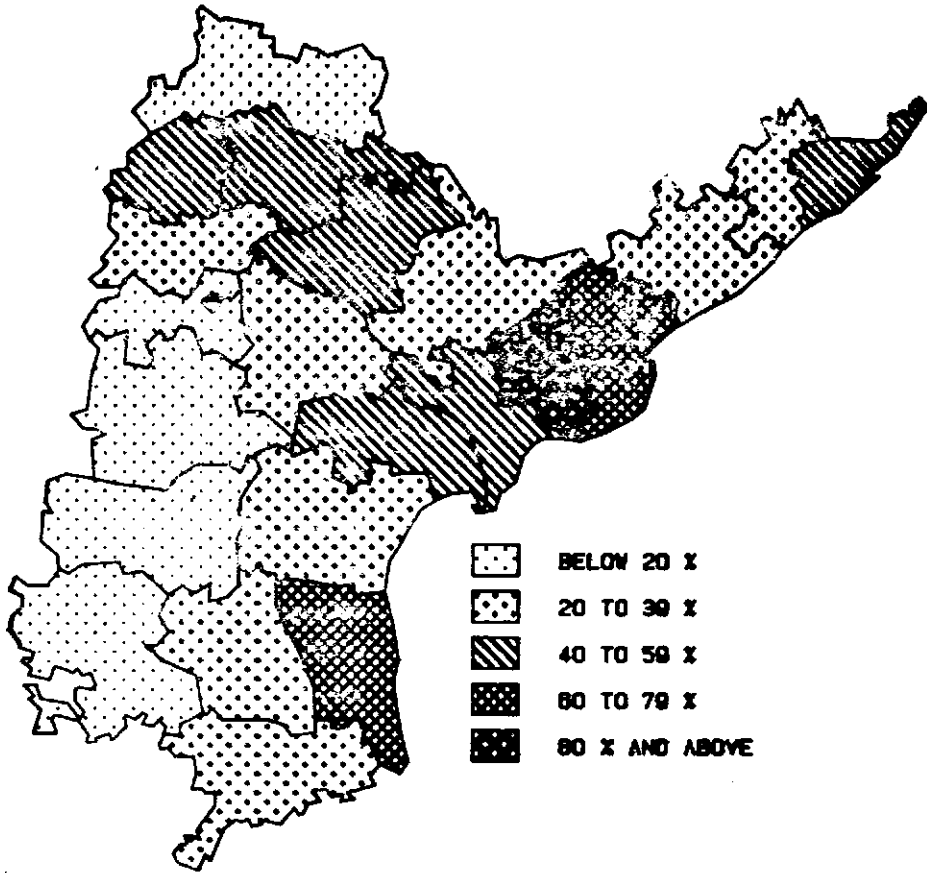 BELOW 20 %
20 TO 39 %
40 TO 59 %
60 TO 79 %
80 % AND ABOVE